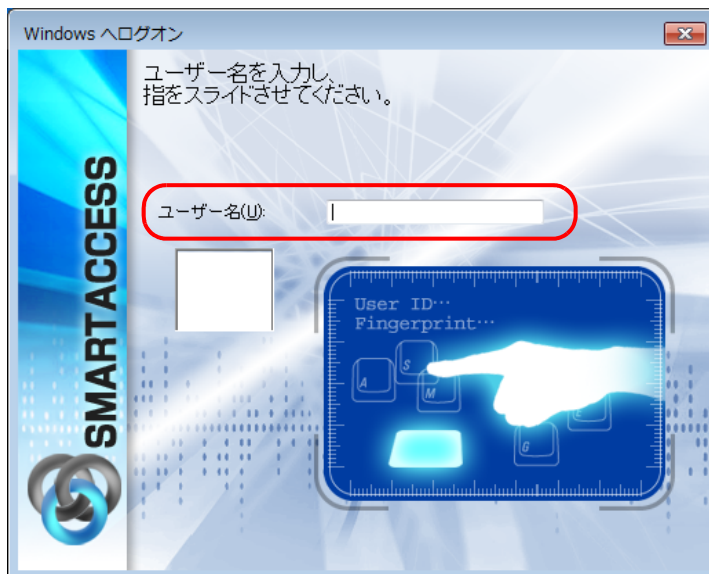 Windows へログオン
ユーザー名を入力し、
指をスライドさせてください。
ユーザー名(U):
SMARTACCESS
User ID…
Fingerprint…
S
A
M
E
G